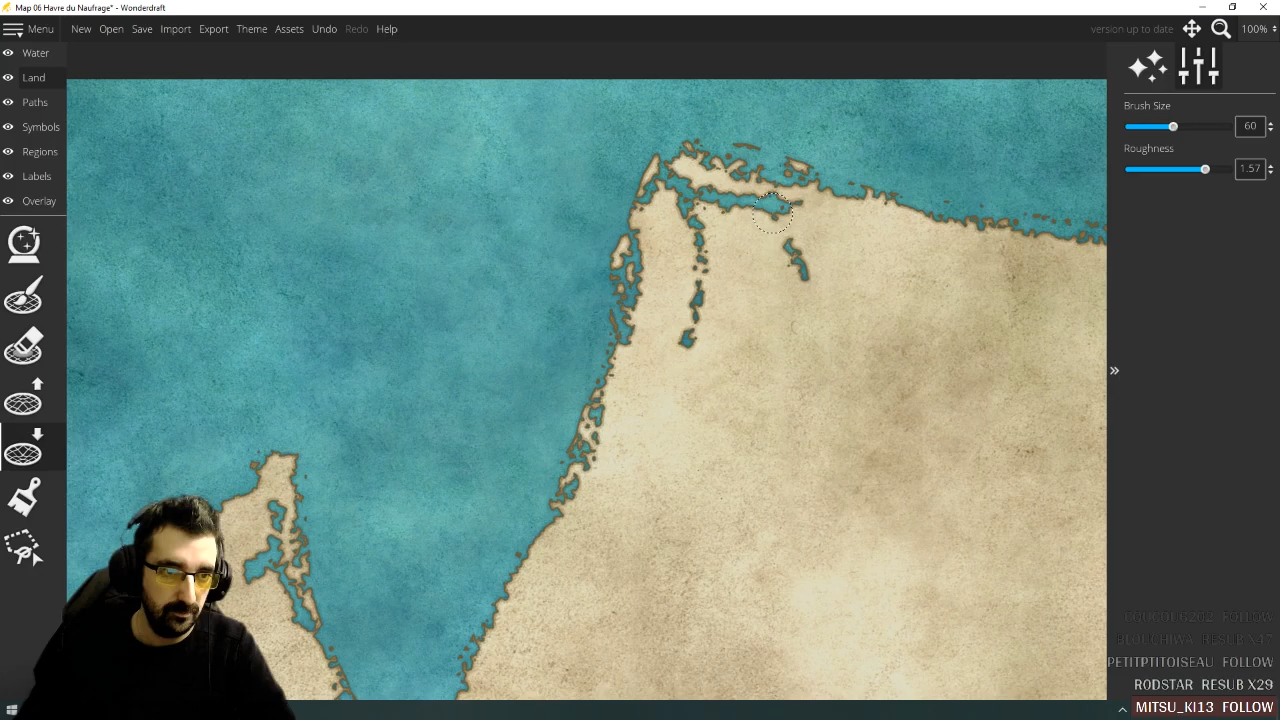 Map 06 Havre du Naufrage* - Wonderdraft
Menu New Open Save Import Export Theme Assets Undo Redo Help version up to date 100%
Water
Land
Paths
Symbols
Regions
Labels
Overlay
Brush Size
60
Roughness
1.57
PETITPTITOISEAU FOLLOW
RODSTAR RESUB X29
MITSU_KI13 FOLLOW